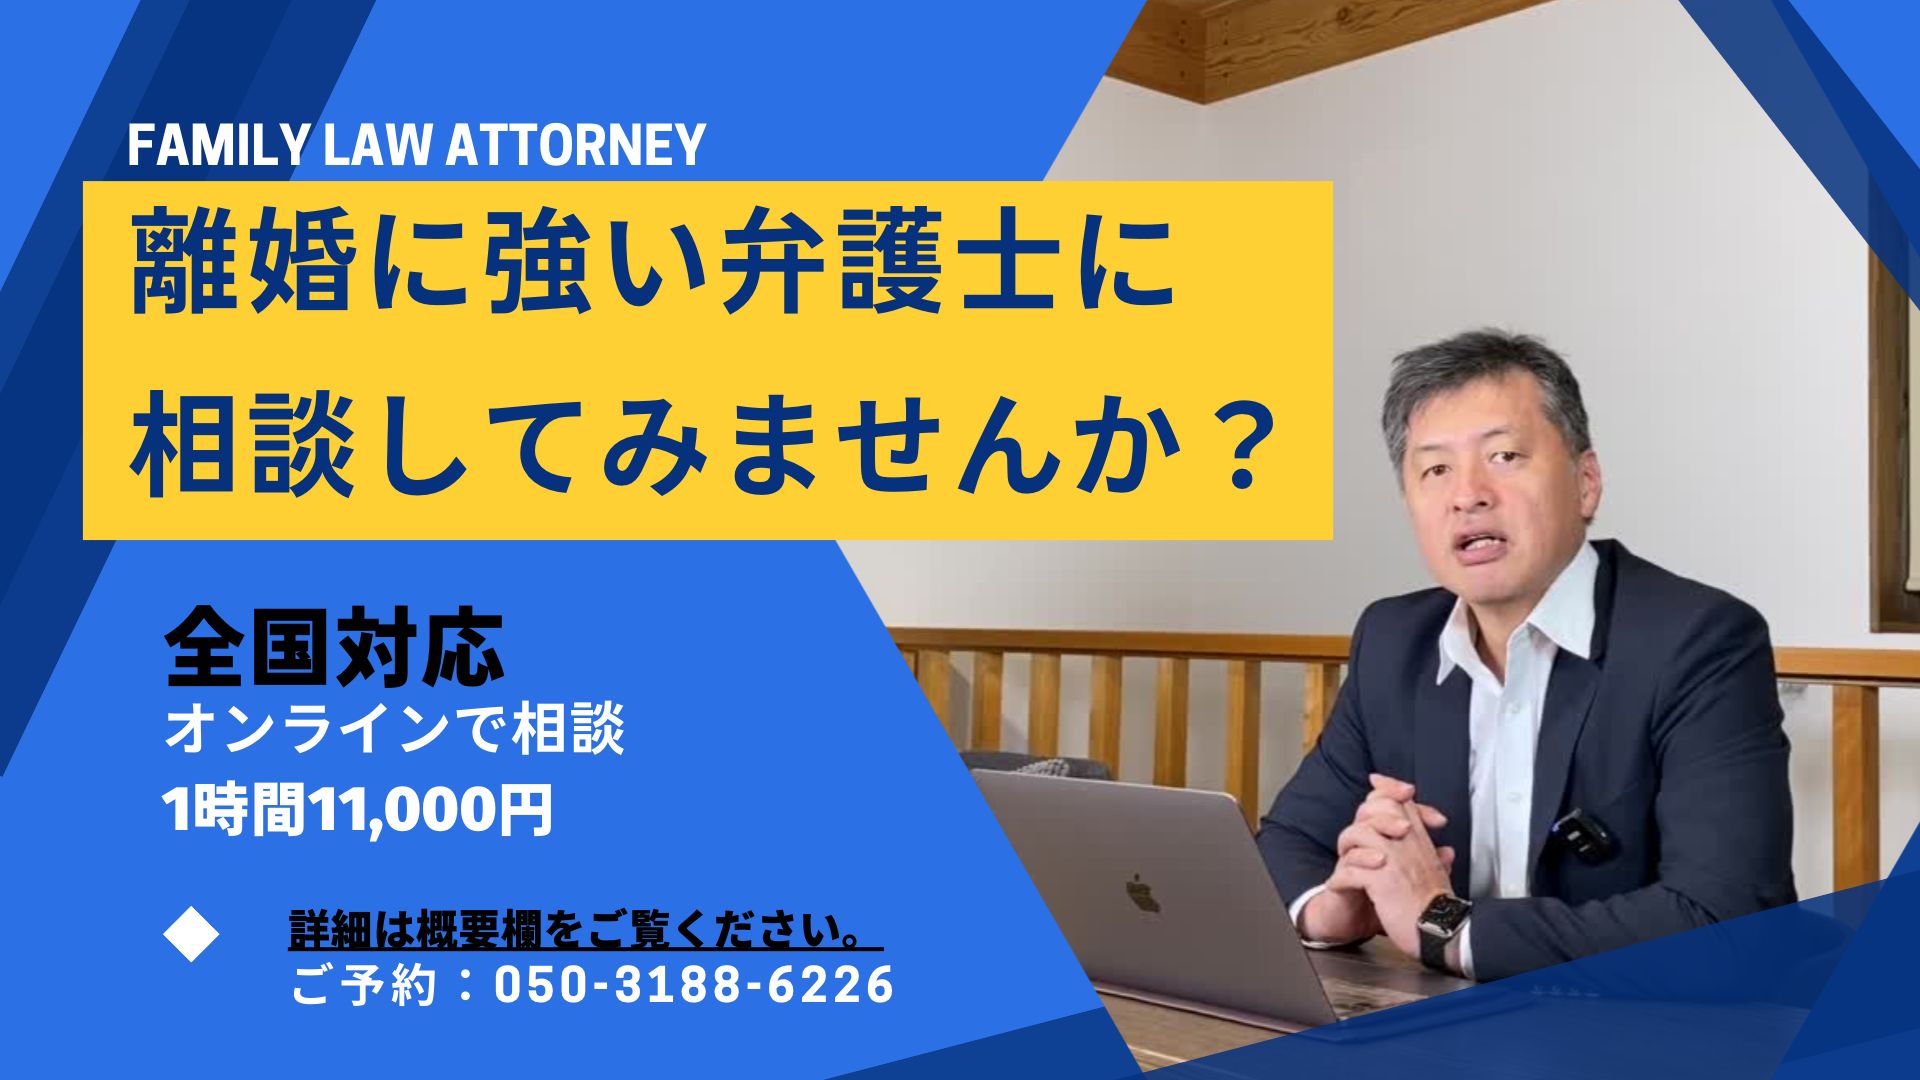 FAMILY LAW ATTORNEY
離婚に強い弁護士に
相談してみませんか？
全国対応
オンラインで相談
1時間11,000円
詳細は概要欄をご覧ください。
ご予約：050-3188-6226